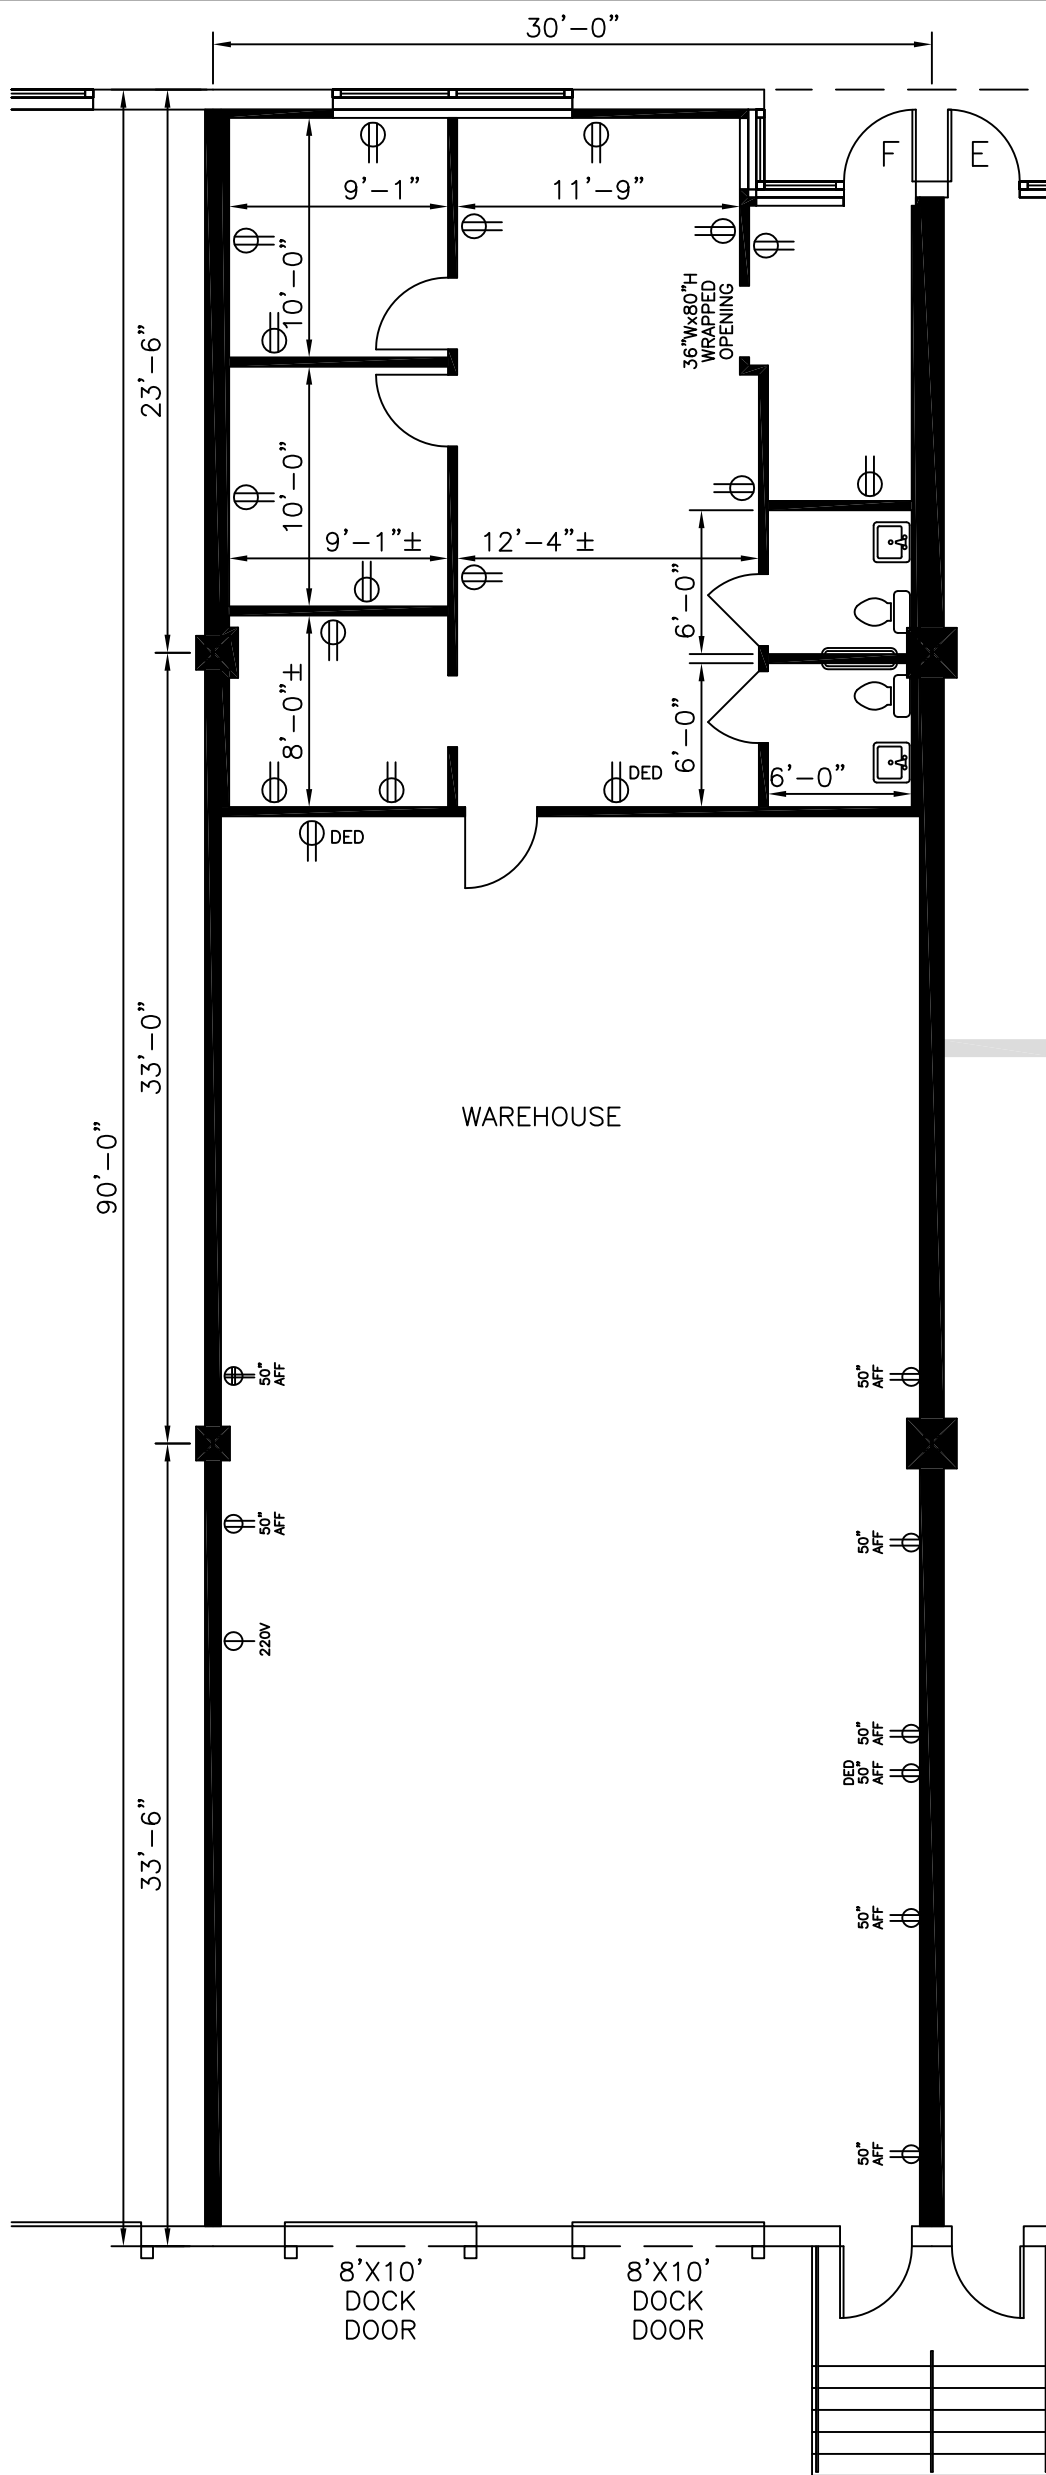 30'-0"
F
E
9'-1"
11'-9"
10'-0"
36"Wx80"H
WRAPPED
OPENING
23'-6"
10'-0"
9'-1"±
12'-4"±
6'-0"
8'-0"±
6'-0"
DED
6'-0"
DED
33'-0"
WAREHOUSE
90'-0"
50"
AFF
50"
AFF
50"
AFF
50"
AFF
220V
50"
AFF
DED
50"
AFF
33'-6"
50"
AFF
50"
AFF
8'X10'
DOCK
DOOR
8'X10'
DOCK
DOOR